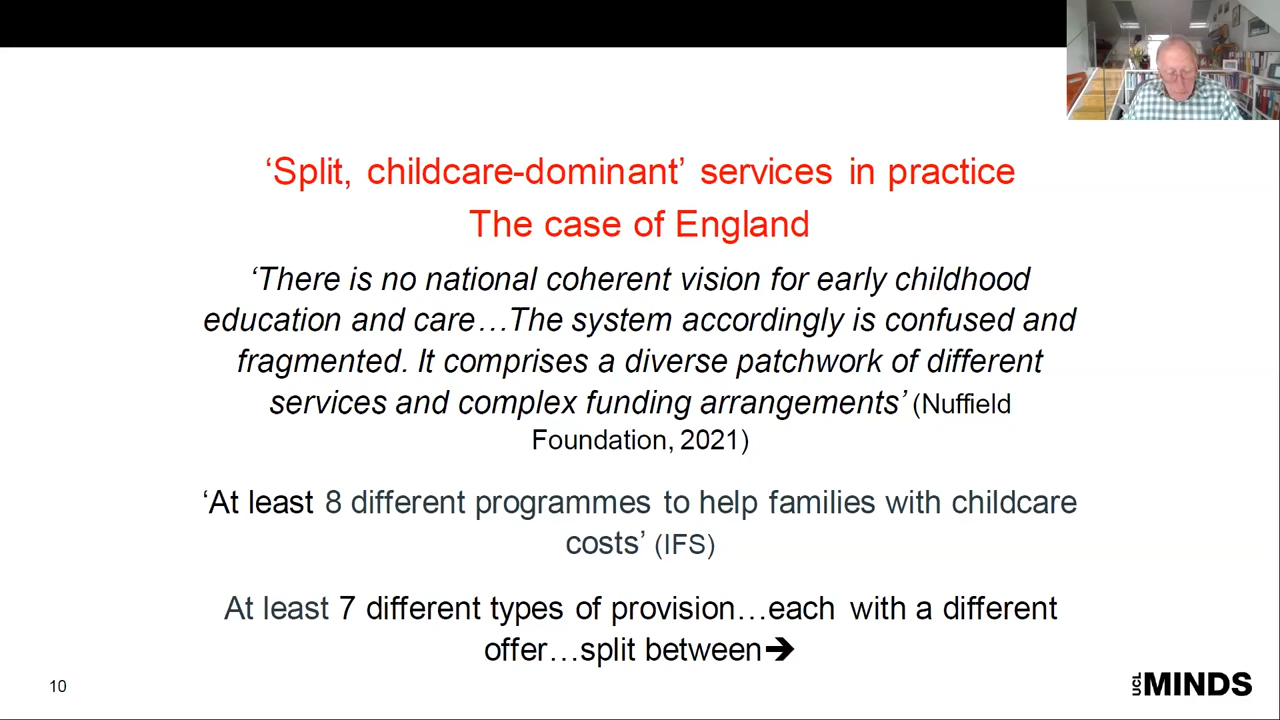 ‘Split, childcare-dominant’ services in practice
The case of England
‘There is no national coherent vision for early childhood
education and care…The system accordingly is confused and
fragmented. It comprises a diverse patchwork of different
services and complex funding arrangements’ (Nuffield
Foundation, 2021)
‘At least 8 different programmes to help families with childcare
costs’ (IFS)
At least 7 different types of provision…each with a different
offer…split between➔
10
UCL MINDS